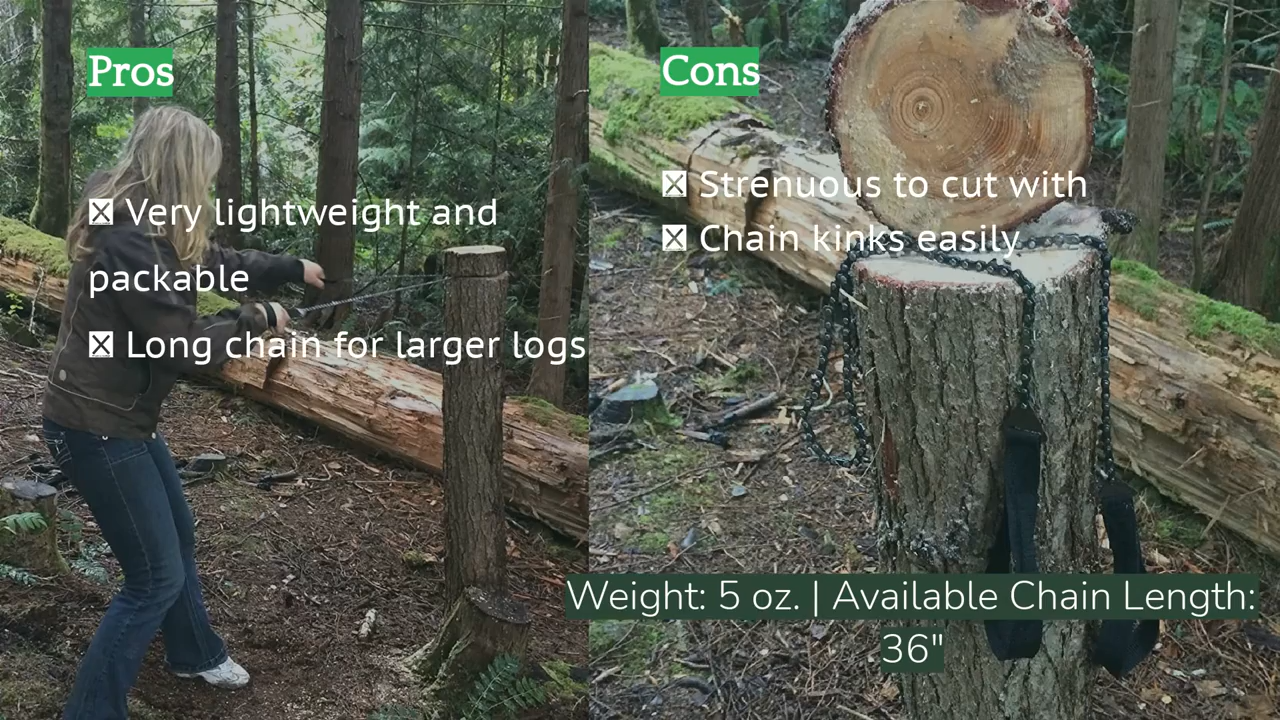 Pros
☒ Very lightweight and
packable
☒ Long chain for larger logs
Cons
☒ Strenuous to cut with
☒ Chain kinks easily
Weight: 5 oz. | Available Chain Length:
36"